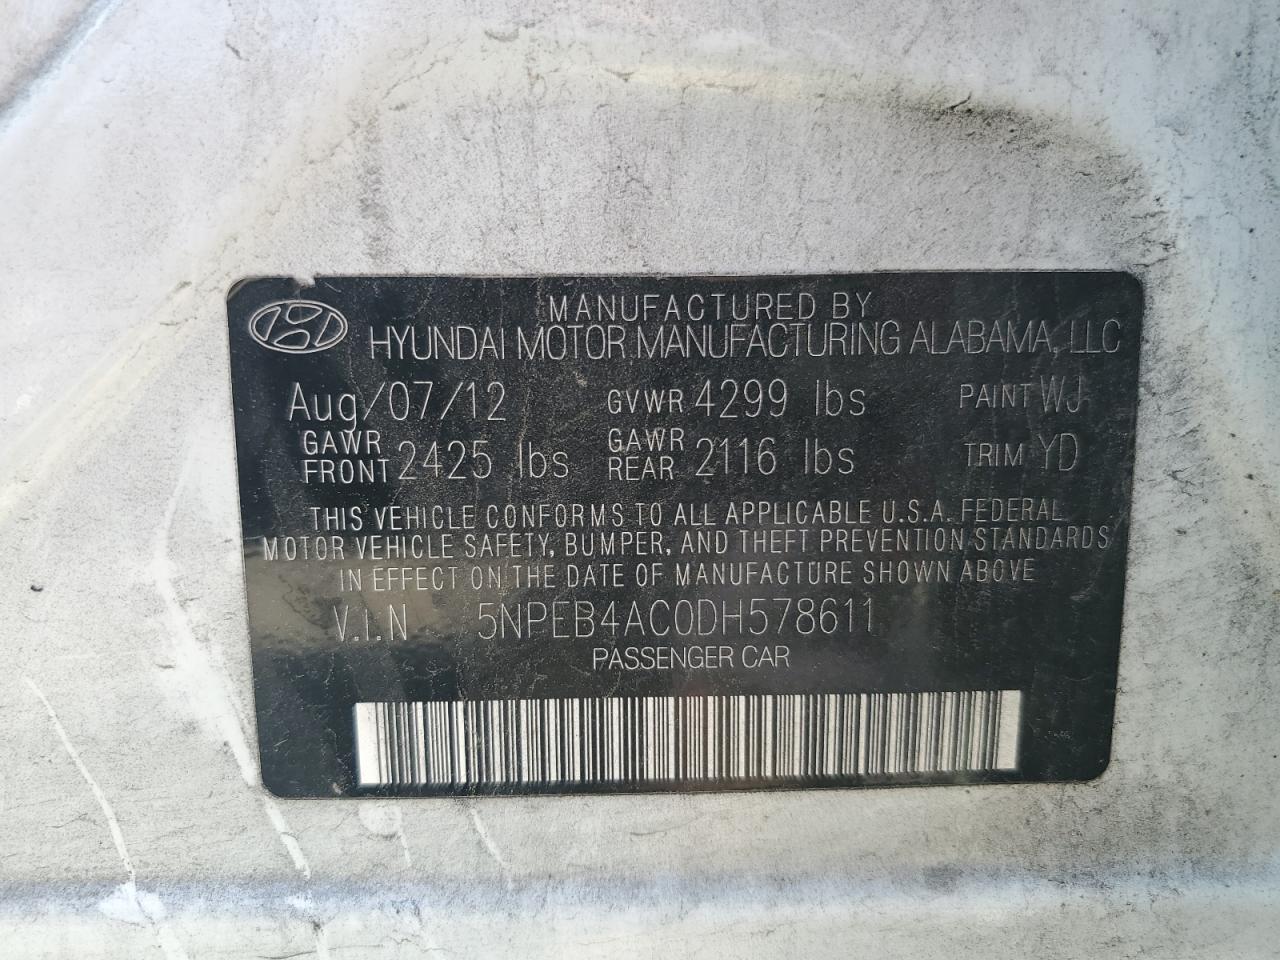 MANUFACTURED BY
HYUNDAI MOTOR MANUFACTURING ALABAMA, LLC
Aug/07/12 GVWR 4299 lbs PAINT WJ
GAWR FRONT 2425 lbs GAWR REAR 2116 lbs TRIM YD
THIS VEHICLE CONFORMS TO ALL APPLICABLE U.S.A. FEDERAL
MOTOR VEHICLE SAFETY, BUMPER, AND THEFT PREVENTION STANDARDS
IN EFFECT ON THE DATE OF MANUFACTURE SHOWN ABOVE
V.I.N 5NPEB4AC0DH578611
PASSENGER CAR